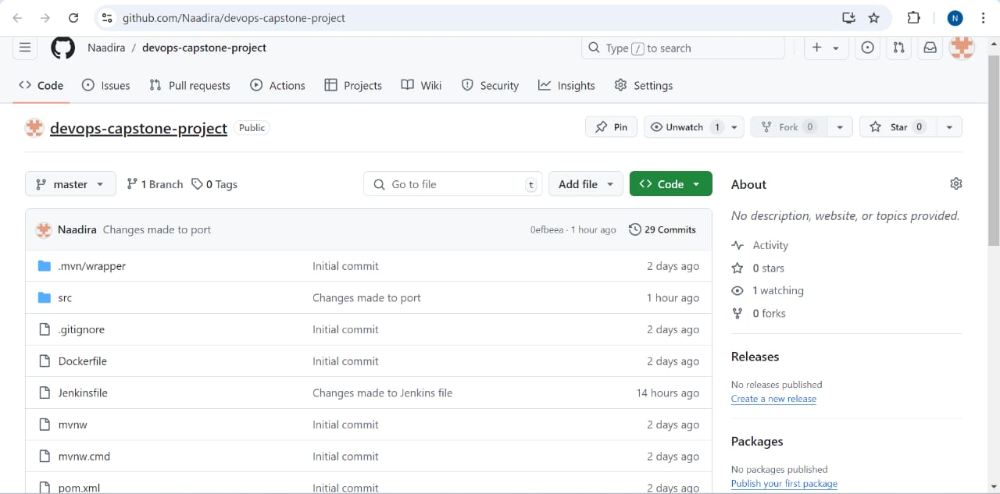 github.com/Naadira/devops-capstone-project
N
Naadira / devops-capstone-project
Type / to search
Code Issues Pull requests Actions Projects Wiki Security Insights Settings
devops-capstone-project Public
Pin Unwatch 1 Fork 0 Star 0
master 1 Branch 0 Tags Go to file t Add file Code
About
No description, website, or topics provided.
Naadira Changes made to port 0efbeea · 1 hour ago 29 Commits
.mvn/wrapper Initial commit 2 days ago
src Changes made to port 1 hour ago
.gitignore Initial commit 2 days ago
Dockerfile Initial commit 2 days ago
Jenkinsfile Changes made to Jenkins file 14 hours ago
mvnw Initial commit 2 days ago
mvnw.cmd Initial commit 2 days ago
pom.xml Initial commit 2 days ago
Activity
0 stars
1 watching
0 forks
Releases
No releases published
Create a new release
Packages
No packages published
Publish your first package